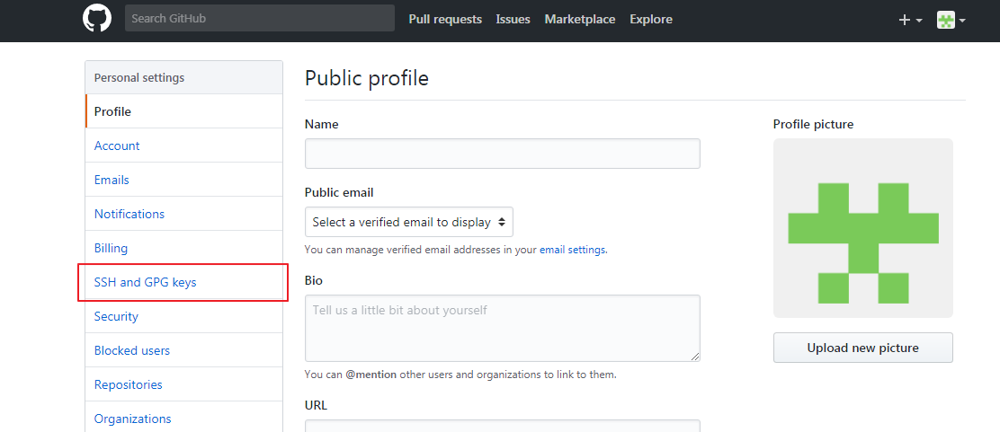 Search GitHub
Pull requests Issues Marketplace Explore
Personal settings
Profile
Account
Emails
Notifications
Billing
SSH and GPG keys
Security
Blocked users
Repositories
Organizations
Public profile
Name
Public email
Select a verified email to display
You can manage verified email addresses in your email settings.
Bio
Tell us a little bit about yourself
You can @mention other users and organizations to link to them.
URL
Profile picture
Upload new picture